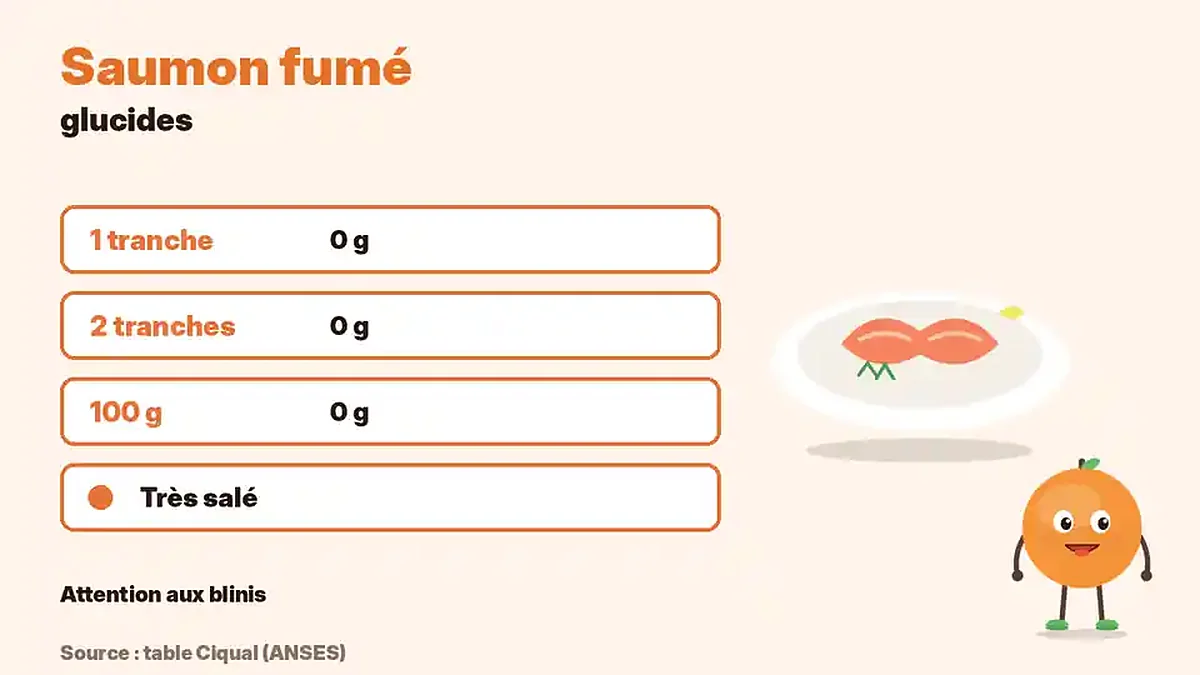 Saumon fumé
glucides
1 tranche 0 g
2 tranches 0 g
100 g 0 g
Très salé
Attention aux blinis
Source : table Ciqual (ANSES)